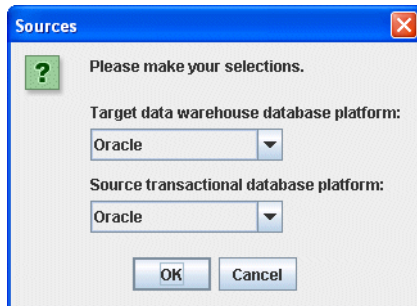 Sources
?
Please make your selections.
Target data warehouse database platform:
Oracle
Source transactional database platform:
Oracle
OK Cancel